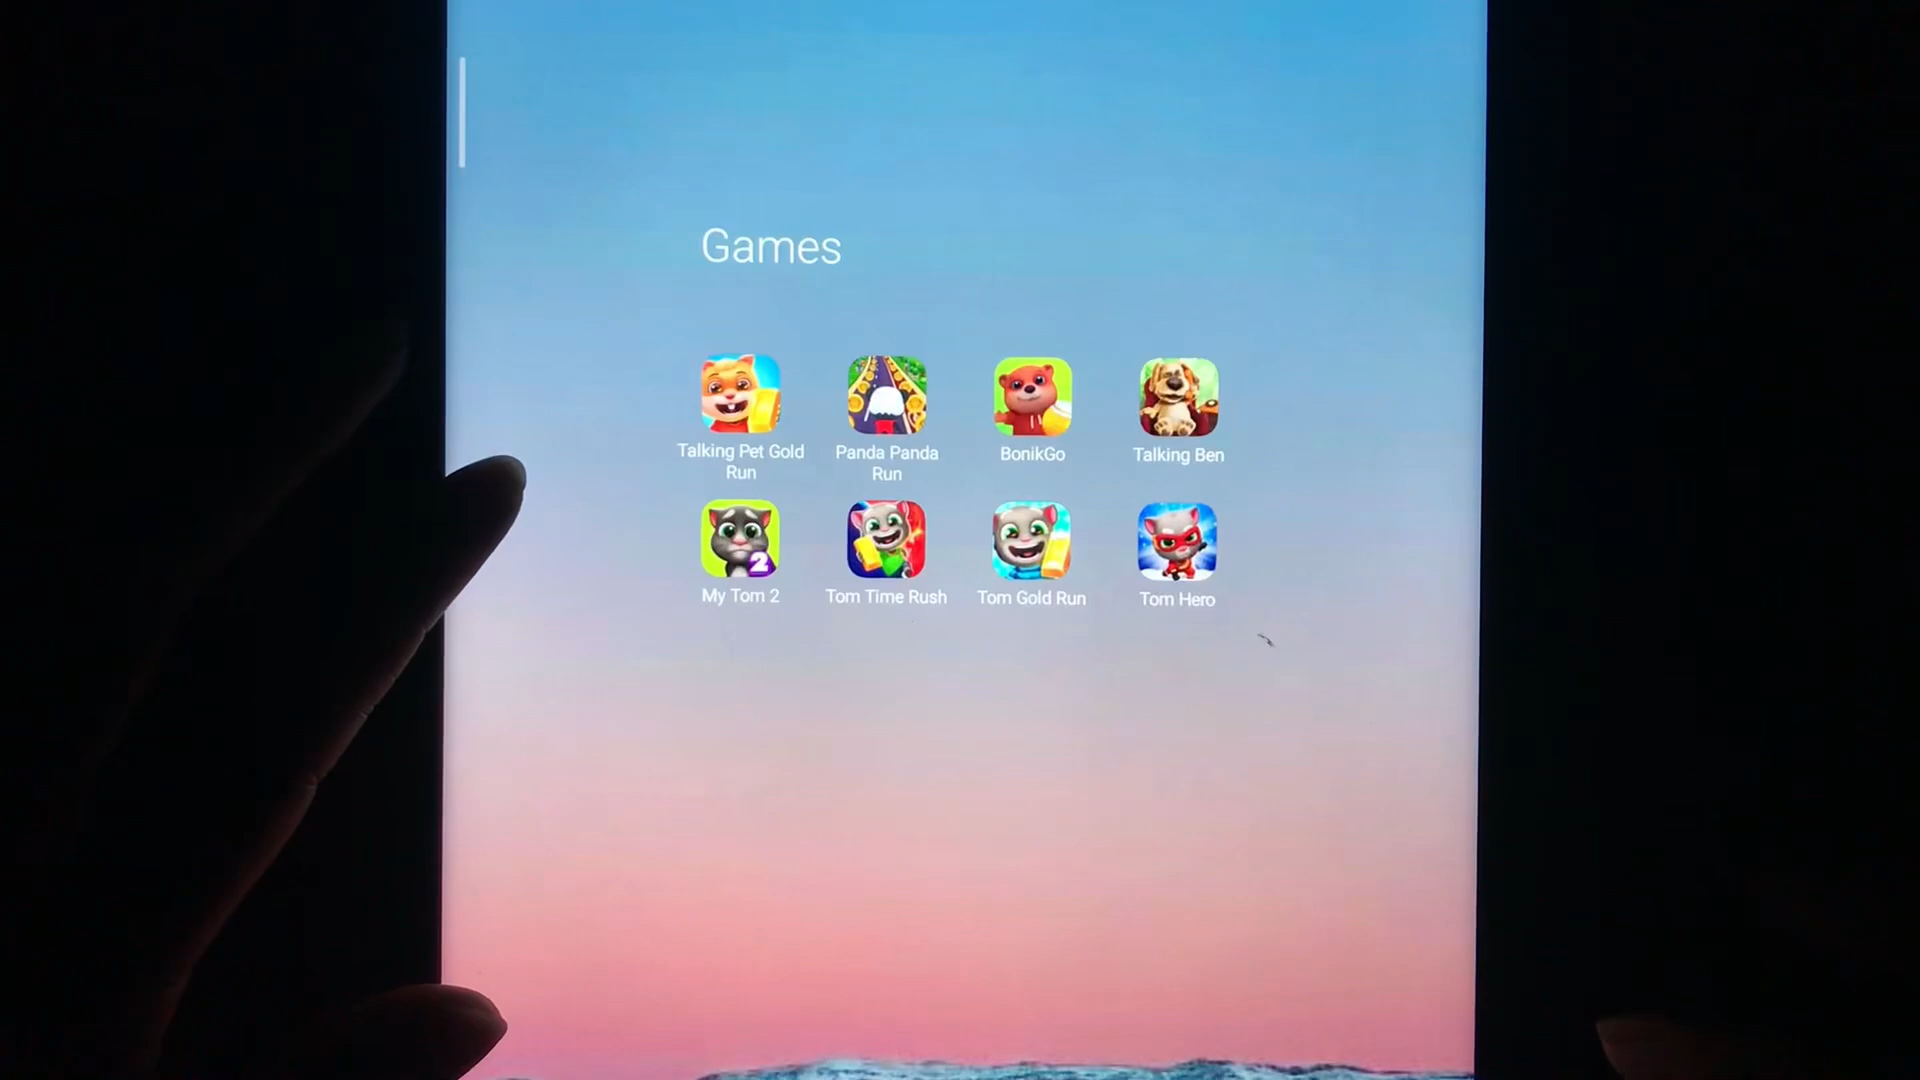 Games
Talking Pet Gold
Run
Panda Panda
Run
BonikGo
Talking Ben
2
My Tom 2
Tom Time Rush
Tom Gold Run
Tom Hero